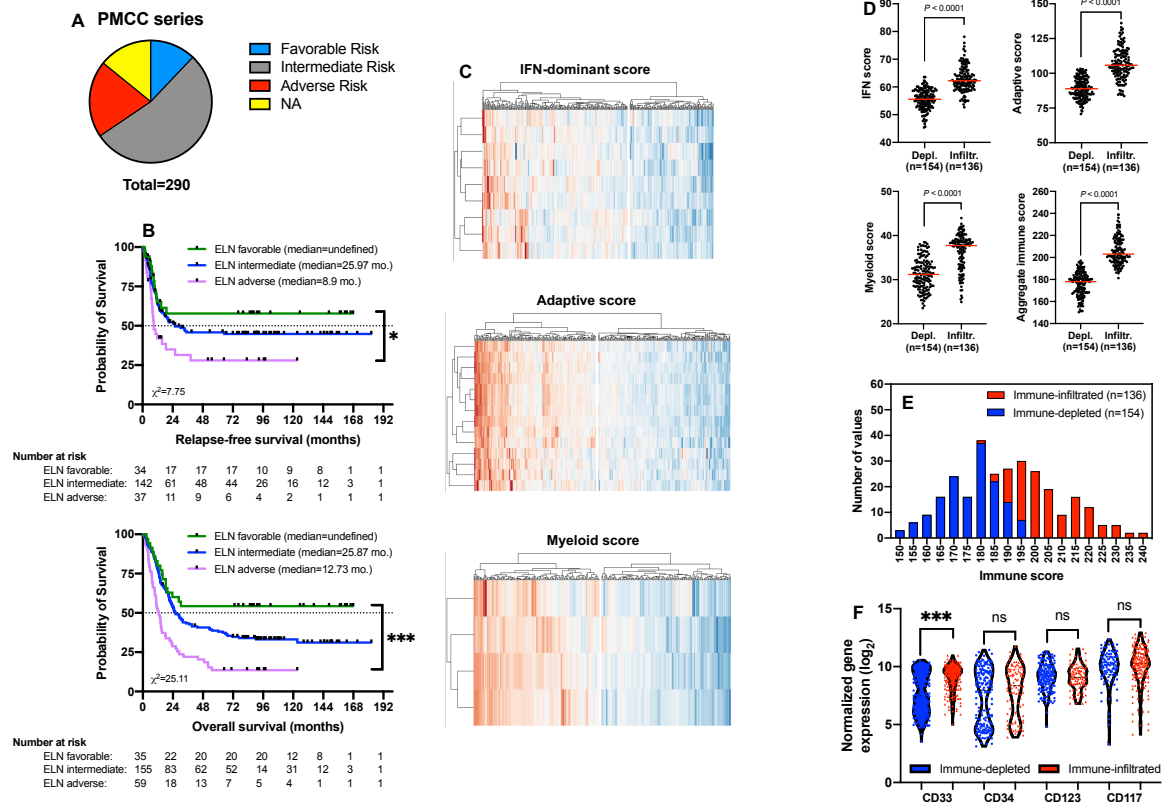 A PMCC series
Favorable Risk
Intermediate Risk
Adverse Risk
NA
Total=290
B
ELN favorable (median=undefined)
ELN intermediate (median=25.97 mo.)
ELN adverse (median=8.9 mo.)
Probability of Survival
100
75
50
25
0
χ²=7.75
*
0 24 48 72 96 120 144 168 192
Relapse-free survival (months)
Number at risk
ELN favorable: 34 17 17 17 10 9 8 1 1
ELN intermediate: 142 61 48 44 26 16 12 3 1
ELN adverse: 37 11 9 6 4 2 1 1 1
ELN favorable (median=undefined)
ELN intermediate (median=25.87 mo.)
ELN adverse (median=12.73 mo.)
Probability of Survival
100
75
50
25
0
χ²=25.11
***
0 24 48 72 96 120 144 168 192
Overall survival (months)
Number at risk
ELN favorable: 35 22 20 20 20 12 8 1 1
ELN intermediate: 155 83 62 52 14 31 12 3 1
ELN adverse: 59 18 13 7 5 4 1 1 1
C
IFN-dominant score
Adaptive score
Myeloid score
D
IFN score
90
80
70
60
50
40
P < 0.0001
Depl. Infiltr.
(n=154) (n=136)
Adaptive score
150
125
100
75
50
P < 0.0001
Depl. Infiltr.
(n=154) (n=136)
Myeloid score
50
40
30
20
P < 0.0001
Depl. Infiltr.
(n=154) (n=136)
Aggregate immune score
260
240
220
200
180
160
140
P < 0.0001
Depl. Infiltr.
(n=154) (n=136)
E
Immune-infiltrated (n=136)
Immune-depleted (n=154)
Number of values
60
50
40
30
20
10
0
150 155 160 165 170 175 180 185 190 195 200 205 210 215 220 225 230 235 240
Immune score
F
Normalized gene
expression (log2)
15
10
5
0
*** ns ns ns
Immune-depleted
Immune-infiltrated
CD33 CD34 CD123 CD117